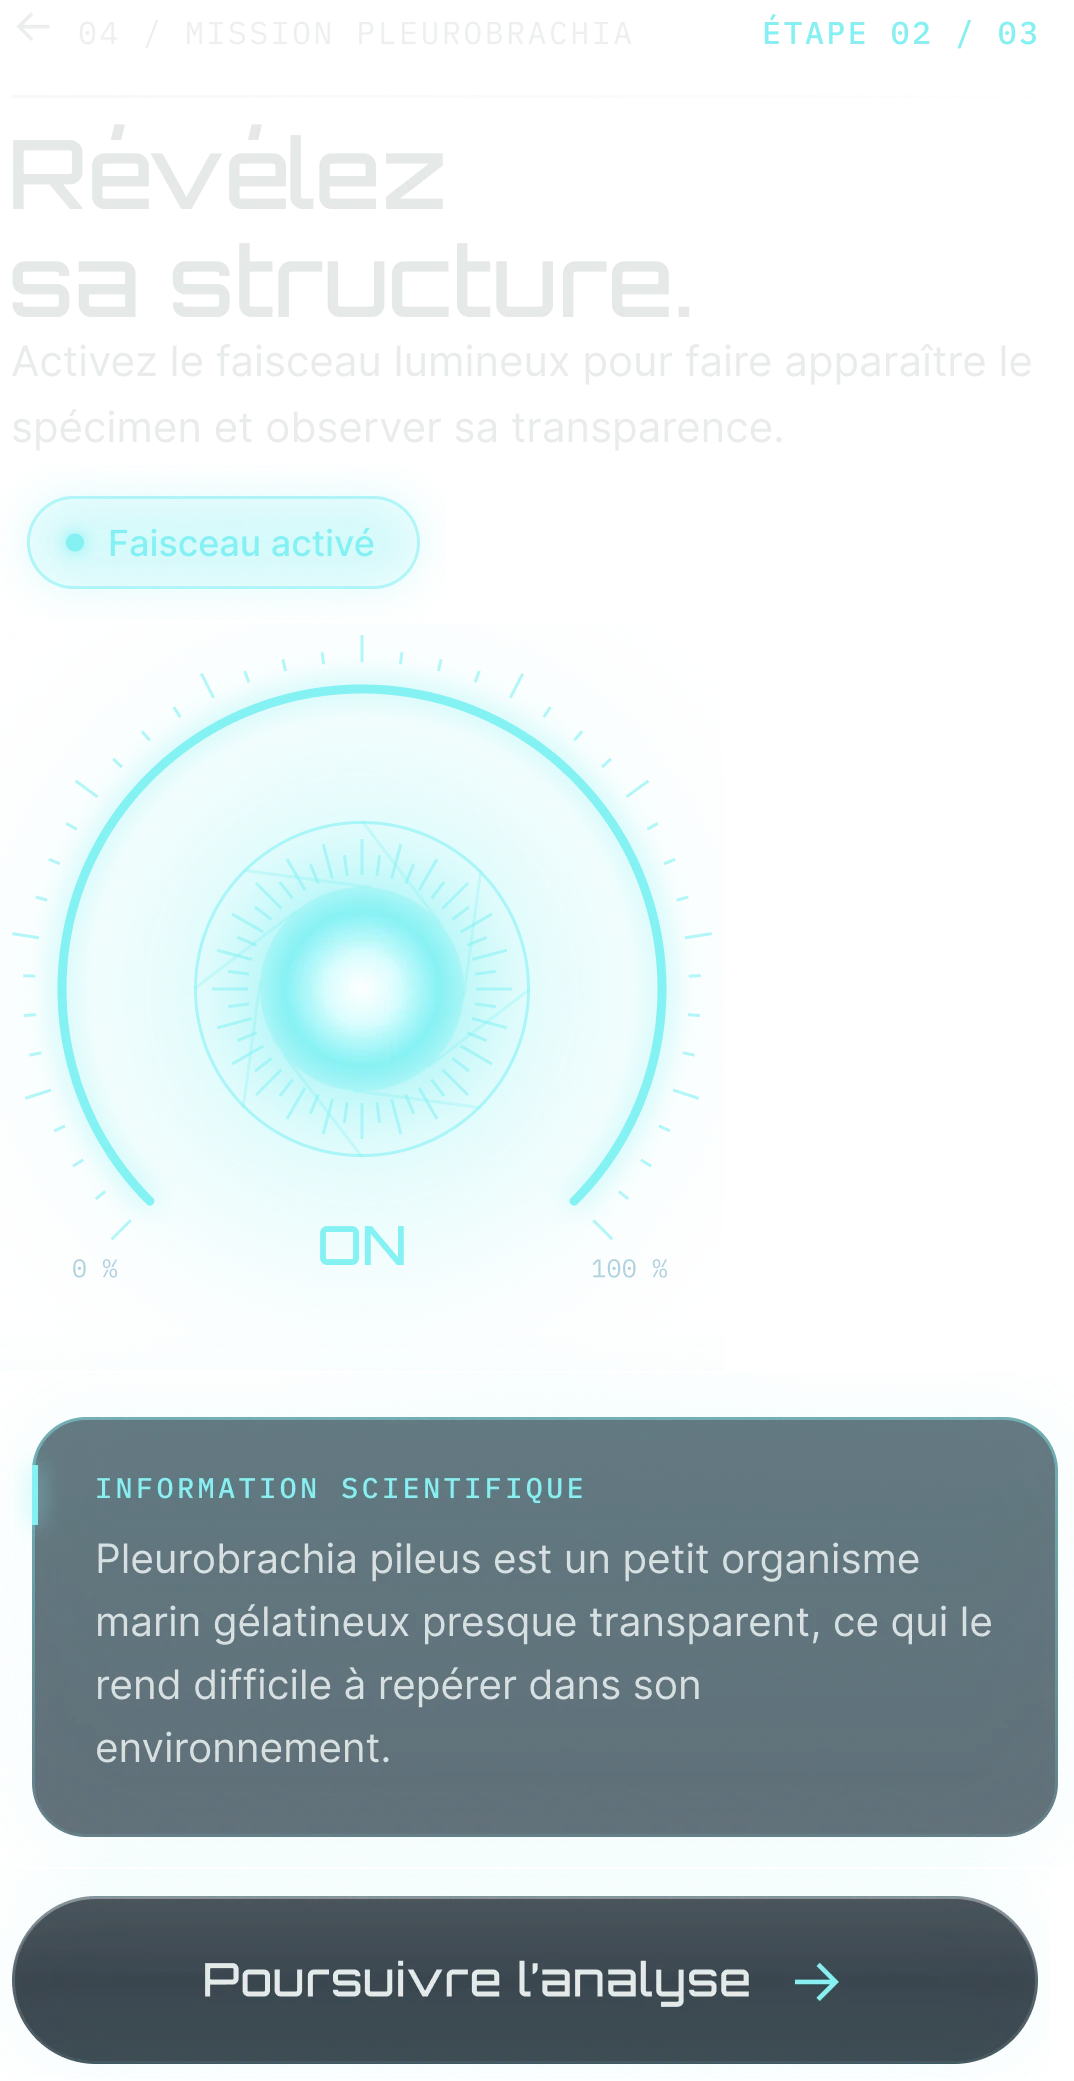 ← 04 / MISSION PLEUROBRACHIA ÉTAPE 02 / 03
Révélez
sa structure.
Activez le faisceau lumineux pour faire apparaître le
spécimen et observer sa transparence.
Faisceau activé
ON
0 % 100 %
INFORMATION SCIENTIFIQUE
Pleurobrachia pileus est un petit organisme
marin gélatineux presque transparent, ce qui le
rend difficile à repérer dans son
environnement.
Poursuivre l'analyse →